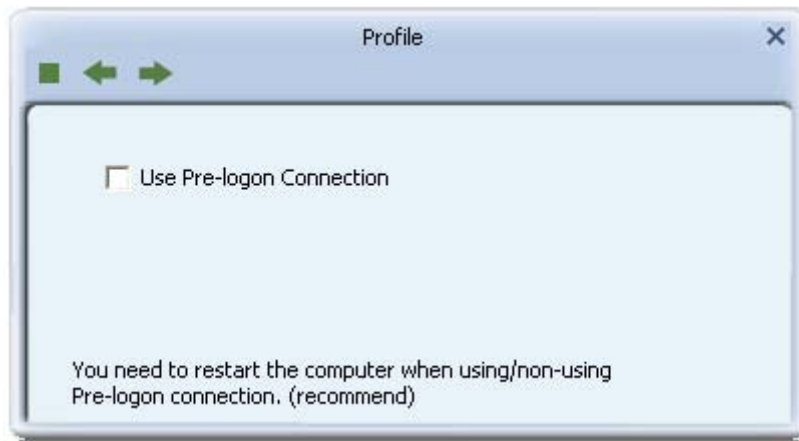 Profile
Use Pre-logon Connection
You need to restart the computer when using/non-using
Pre-logon connection. (recommend)